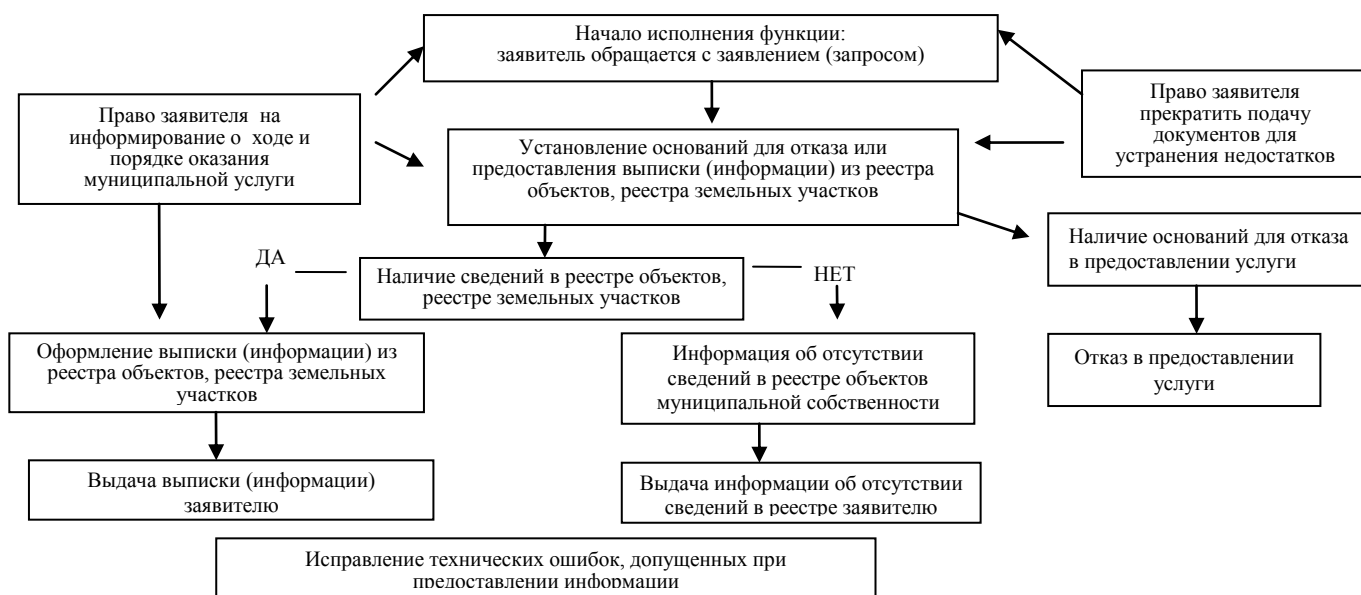 Начало исполнения функции:
заявитель обращается с заявлением (запросом)
Право заявителя на
информирование о ходе и
порядке оказания
муниципальной услуги
Право заявителя
прекратить подачу
документов для
устранения недостатков
Установление оснований для отказа или
предоставления выписки (информации) из реестра
объектов, реестра земельных участков
Наличие оснований для отказа
в предоставлении услуги
ДА
Наличие сведений в реестре объектов,
реестре земельных участков
НЕТ
Оформление выписки (информации) из
реестра объектов, реестра земельных
участков
Информация об отсутствии
сведений в реестре объектов
муниципальной собственности
Отказ в предоставлении
услуги
Выдача выписки (информации)
заявителю
Выдача информации об отсутствии
сведений в реестре заявителю
Исправление технических ошибок, допущенных при
предоставлении информации